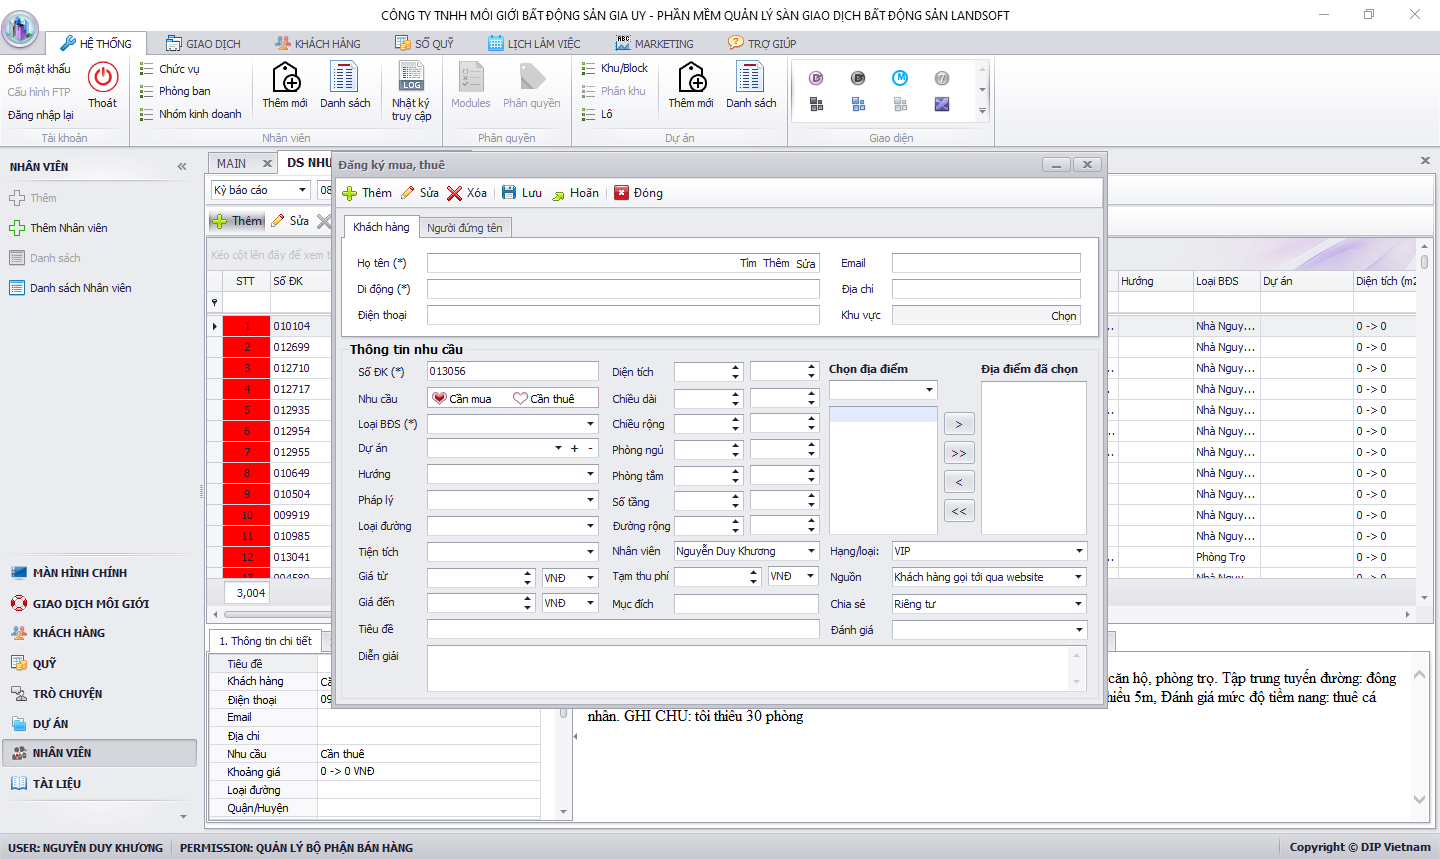 CÔNG TY TNHH MÔI GIỚI BẤT ĐỘNG SẢN GIA UY - PHẦN MỀM QUẢN LÝ SÀN GIAO DỊCH BẤT ĐỘNG SẢN LANDSOFT
HỆ THỐNG GIAO DỊCH KHÁCH HÀNG SỔ QUỸ LỊCH LÀM VIỆC MARKETING TRỢ GIÚP
Đổi mật khẩu
Cấu hình FTP
Đăng nhập lại
Thoát
Tài khoản
Chức vụ
Phòng ban
Nhóm kinh doanh
Thêm mới
Danh sách
Nhật ký
truy cập
LOG
Nhân viên
Modules
Phân quyền
Phân quyền
Khu/Block
Phân khu
Lô
Thêm mới
Danh sách
Dự án
Giao diện
NHÂN VIÊN
Thêm
Thêm Nhân viên
Danh sách
Danh sách Nhân viên
MÀN HÌNH CHÍNH
GIAO DỊCH MÔI GIỚI
KHÁCH HÀNG
QUỸ
TRÒ CHUYỆN
DỰ ÁN
NHÂN VIÊN
TÀI LIỆU
MAIN DS NHU
Kỳ báo cáo 08
Thêm Sửa
Kéo cột lên đây để xem t
STT Số ĐK
1 010104
2 012699
3 012710
4 012717
5 012935
6 012954
7 012955
8 010649
9 010504
10 009919
11 010985
12 013041
13 004580
3,004
Hướng Loại BĐS Dự án Diện tích (m2
Nhà Nguy... 0 -> 0
Nhà Nguy... 0 -> 0
Nhà Nguy... 0 -> 0
Nhà Nguy... 0 -> 0
Nhà Nguy... 0 -> 0
Nhà Nguy... 0 -> 0
Nhà Nguy... 0 -> 0
Nhà Nguy... 0 -> 0
Nhà Nguy... 0 -> 0
Nhà Nguy... 0 -> 0
Nhà Nguy... 0 -> 0
Phòng Trọ 0 -> 0
Nhà Nguy... 0 -> 0
Đăng ký mua, thuê
Thêm Sửa Xóa Lưu Hoãn Đóng
Khách hàng Người đứng tên
Họ tên (*) Tìm Thêm Sửa Email
Di động (*) Địa chỉ
Điện thoại Khu vực Chọn
Thông tin nhu cầu
Số ĐK (*) 013056 Diện tích Chọn địa điểm Địa điểm đã chọn
Nhu cầu Cần mua Cần thuê Chiều dài
Loại BĐS (*) Chiều rộng >
Dự án + - Phòng ngủ >>
Hướng Phòng tắm <
Pháp lý Số tầng <<
Loại đường Đường rộng
Tiện tích Nhân viên Nguyễn Duy Khương Hạng/loại: VIP
Giá từ VNĐ Tạm thu phí VNĐ Nguồn Khách hàng gọi tới qua website
Giá đến VNĐ Mục đích Chia sẻ Riêng tư
Tiêu đề Đánh giá
Diễn giải
1. Thông tin chi tiết
Tiêu đề
Khách hàng
Điện thoại 09
Email
Địa chỉ
Nhu cầu Cần thuê
Khoảng giá 0 -> 0 VNĐ
Loại đường
Quận/Huyện
căn hộ, phòng trọ. Tập trung tuyến đường: đông
hiểu 5m, Đánh giá mức độ tiềm nang: thuê cá
nhân. GHI CHÚ: tối thiểu 30 phòng
USER: NGUYỄN DUY KHƯƠNG PERMISSION: QUẢN LÝ BỘ PHẬN BÁN HÀNG Copyright © DIP Vietnam